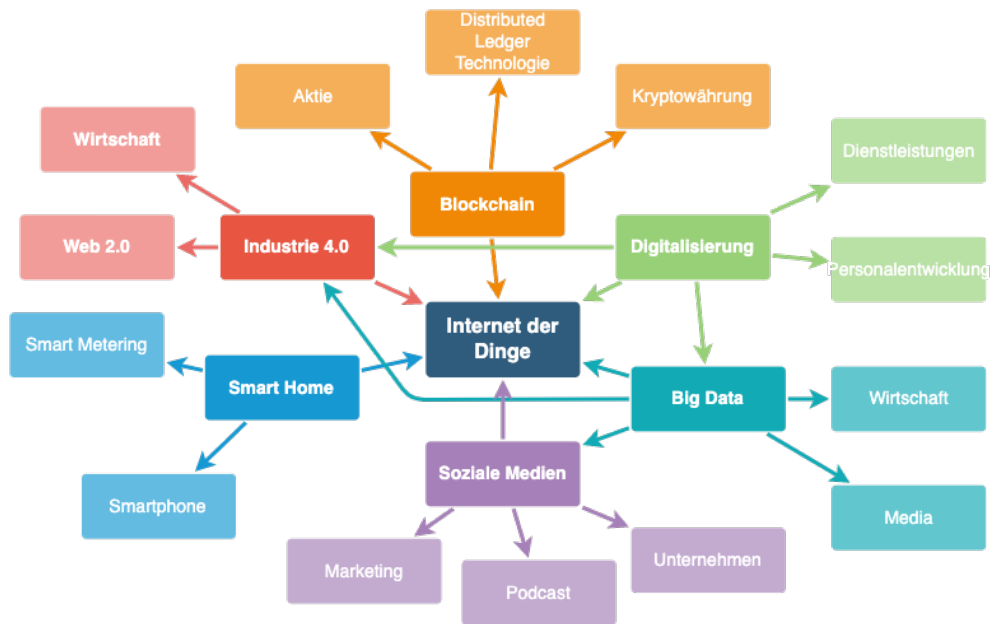 Distributed
Ledger
Technologie
Aktie
Kryptowährung
Wirtschaft
Dienstleistungen
Blockchain
Web 2.0
Industrie 4.0
Digitalisierung
Personalentwicklung
Internet der
Dinge
Smart Metering
Smart Home
Big Data
Wirtschaft
Soziale Medien
Smartphone
Media
Marketing
Unternehmen
Podcast